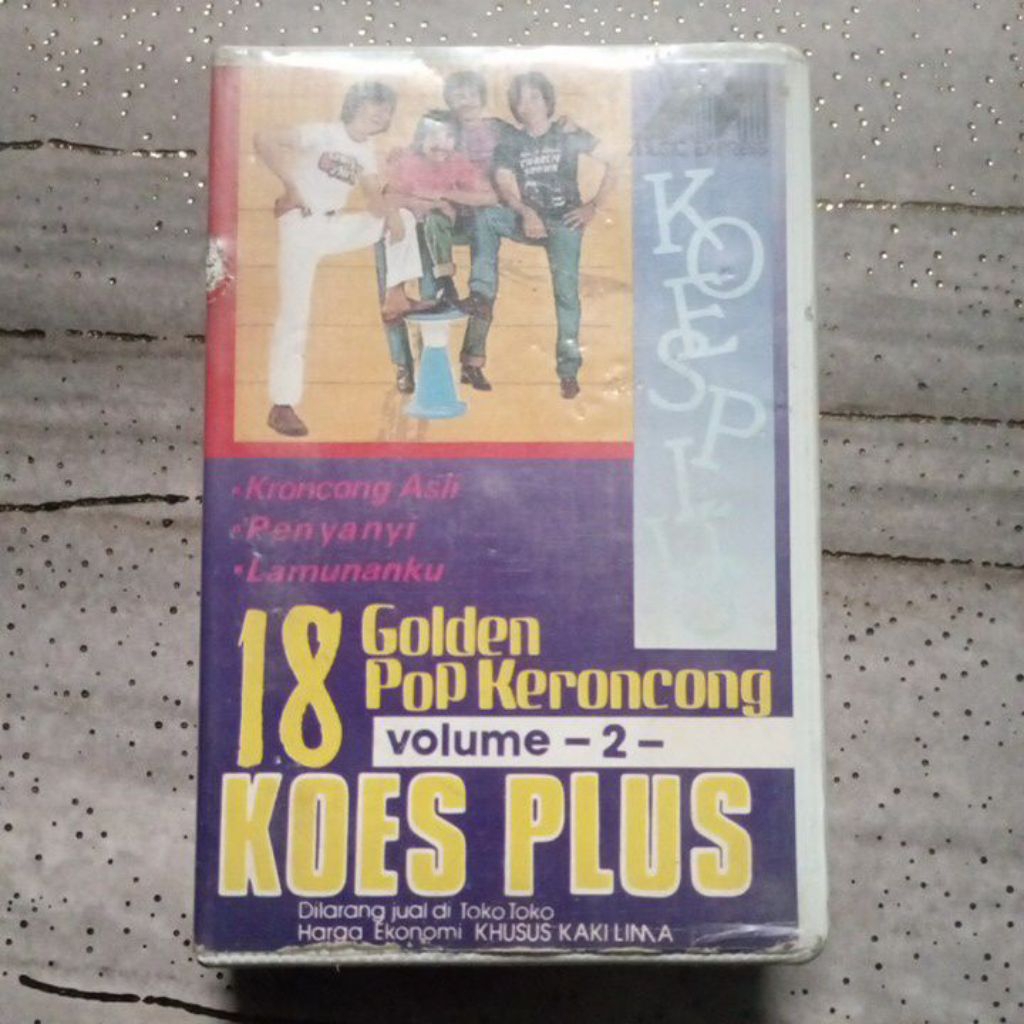 KOES PLUS
• Kroncong Asli
• Penyanyi
• Lamunanku
18 Golden
Pop Keroncong
volume – 2 –
KOES PLUS
Dilarang jual di Toko Toko
Harga Ekonomi KHUSUS KAKI LIMA